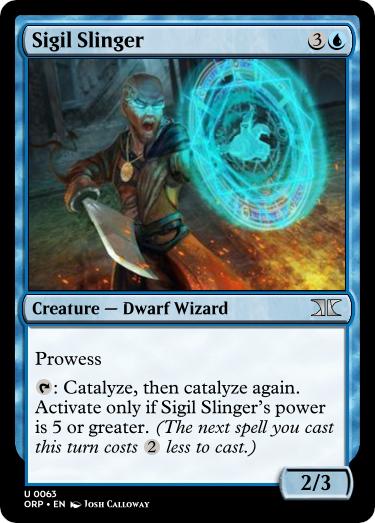 Sigil Slinger 3
Creature — Dwarf Wizard
Prowess
: Catalyze, then catalyze again.
Activate only if Sigil Slinger's power
is 5 or greater. (The next spell you cast
this turn costs 2 less to cast.)
2/3
U 0063
ORP • EN Josh Calloway